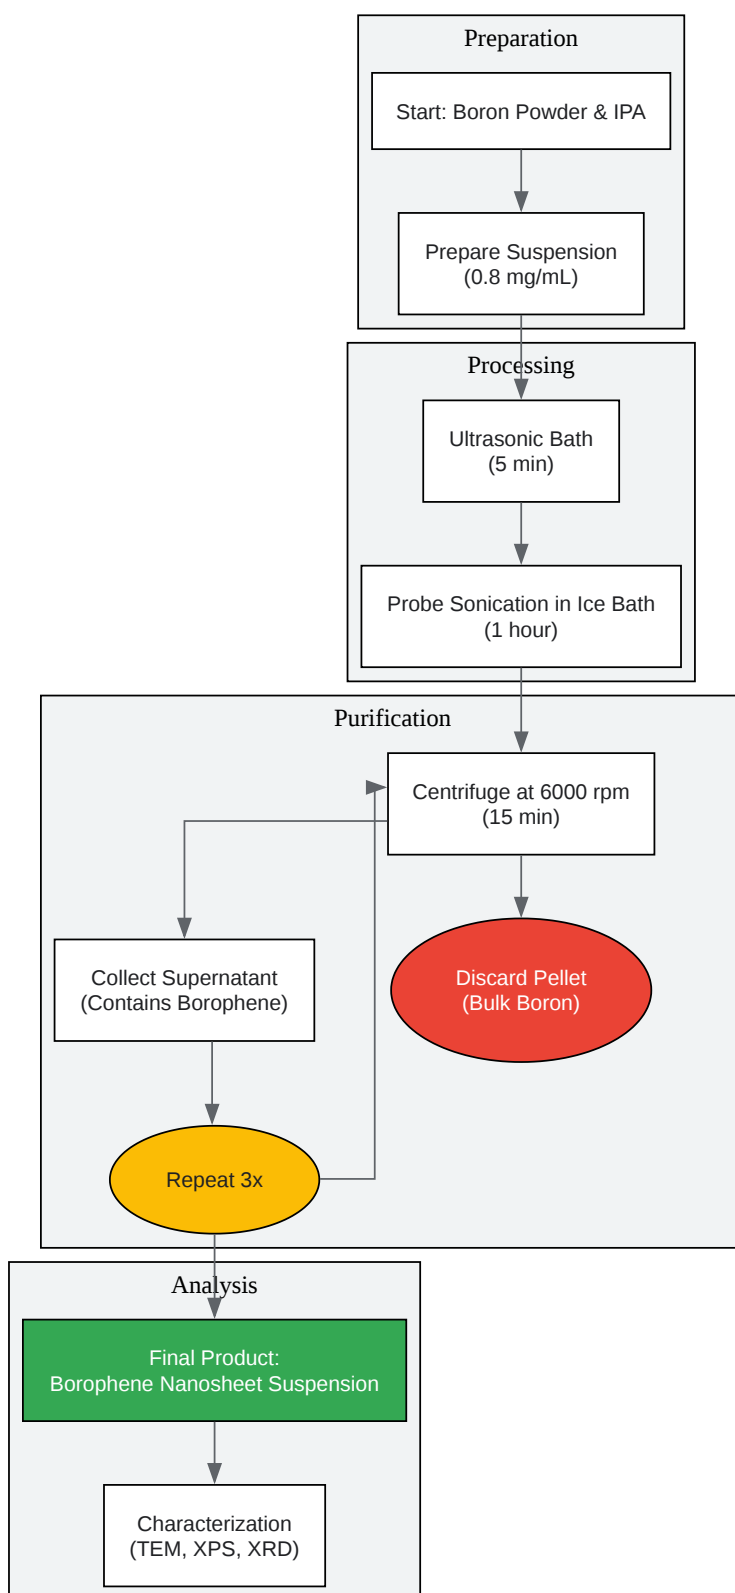 Preparation
Start: Boron Powder & IPA
Prepare Suspension
(0.8 mg/mL)
Processing
Ultrasonic Bath
(5 min)
Probe Sonication in Ice Bath
(1 hour)
Purification
Centrifuge at 6000 rpm
(15 min)
Collect Supernatant
(Contains Borophene)
Discard Pellet
(Bulk Boron)
Repeat 3x
Analysis
Final Product:
Borophene Nanosheet Suspension
Characterization
(TEM, XPS, XRD)